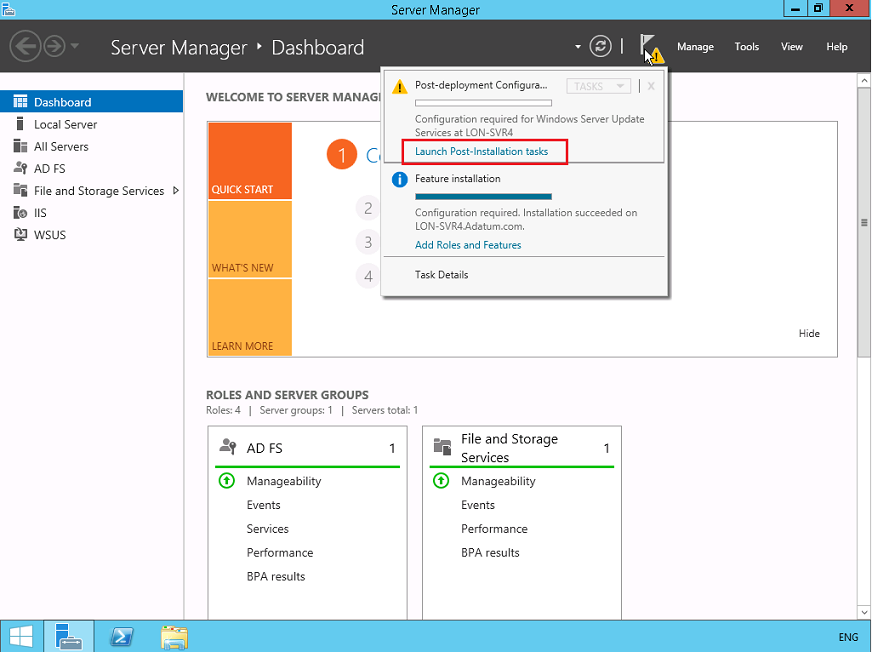 Server Manager
Server Manager ‣ Dashboard
Manage Tools View Help
Dashboard
Local Server
All Servers
AD FS
File and Storage Services
IIS
WSUS
WELCOME TO SERVER MANAG
QUICK START
WHAT'S NEW
LEARN MORE
1
2
3
4
Post-deployment Configura...
TASKS
Configuration required for Windows Server Update
Services at LON-SVR4
Launch Post-Installation tasks
Feature installation
Configuration required. Installation succeeded on
LON-SVR4.Adatum.com.
Add Roles and Features
Task Details
Hide
ROLES AND SERVER GROUPS
Roles: 4 | Server groups: 1 | Servers total: 1
AD FS 1
Manageability
Events
Services
Performance
BPA results
File and Storage
Services 1
Manageability
Events
Performance
BPA results
ENG